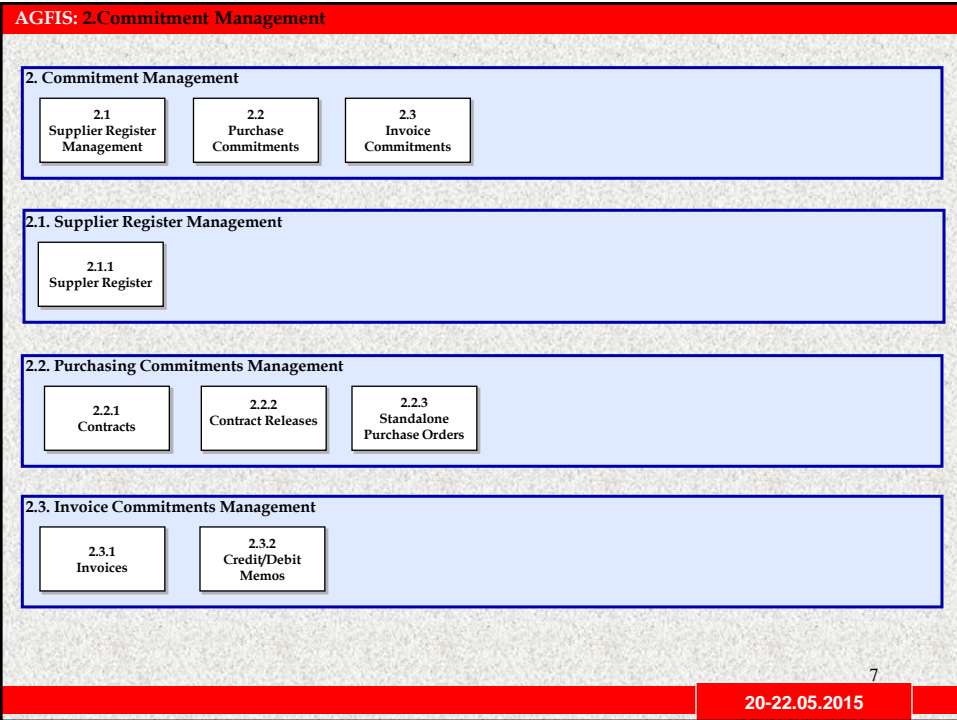 AGFIS: 2.Commitment Management
2. Commitment Management
2.1
Supplier Register
Management
2.2
Purchase
Commitments
2.3
Invoice
Commitments
2.1. Supplier Register Management
2.1.1
Suppler Register
2.2. Purchasing Commitments Management
2.2.1
Contracts
2.2.2
Contract Releases
2.2.3
Standalone
Purchase Orders
2.3. Invoice Commitments Management
2.3.1
Invoices
2.3.2
Credit/Debit
Memos
7
20-22.05.2015